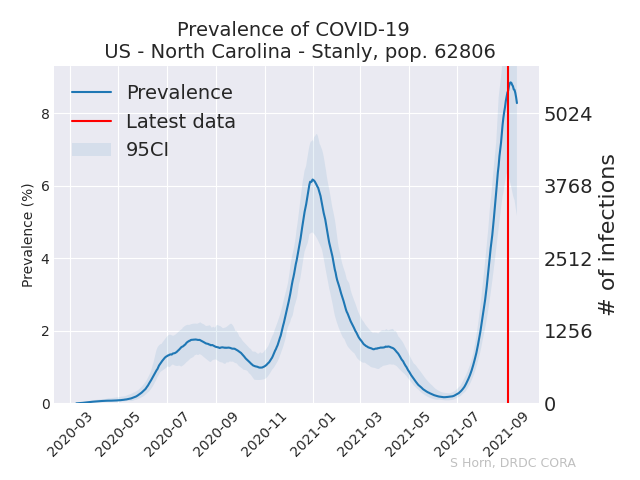 Prevalence of COVID-19
US - North Carolina - Stanly, pop. 62806
Prevalence
Latest data
95CI
Prevalence (%)
8
6
4
2
0
5024
3768
2512
1256
0
# of infections
2020-03
2020-05
2020-07
2020-09
2020-11
2021-01
2021-03
2021-05
2021-07
2021-09
S Horn, DRDC CORA